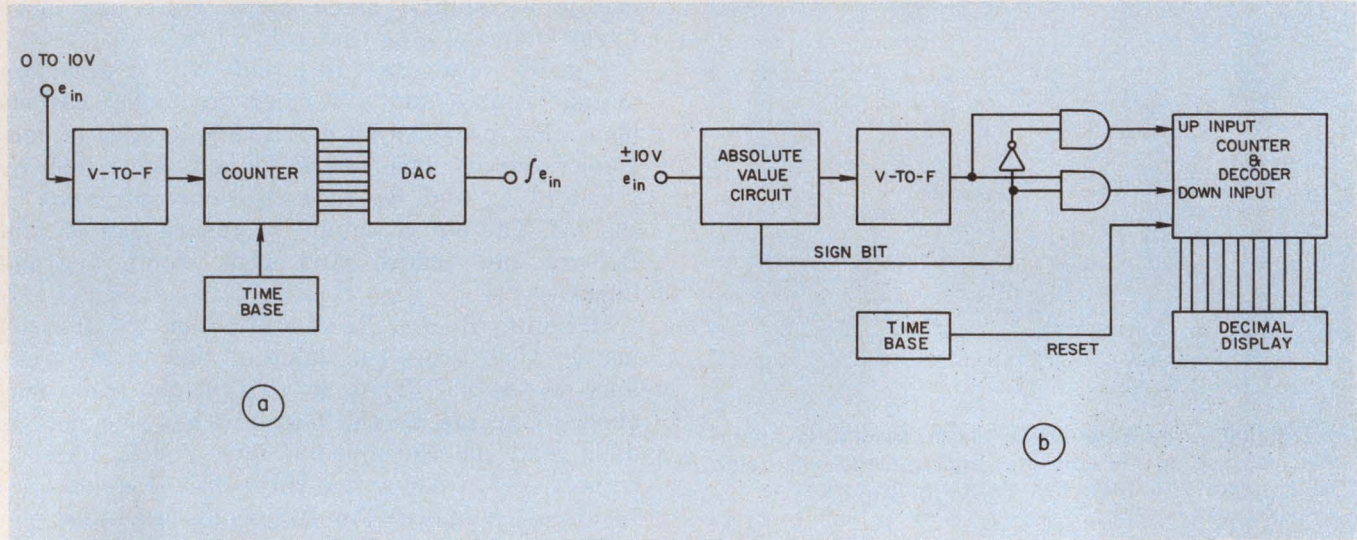 0 TO 10V
e in
V-TO-F
COUNTER
DAC
∫ e in
TIME
BASE
a
±10V
e in
ABSOLUTE
VALUE
CIRCUIT
V-TO-F
SIGN BIT
UP INPUT
COUNTER
&
DECODER
DOWN INPUT
TIME
BASE
RESET
DECIMAL
DISPLAY
b